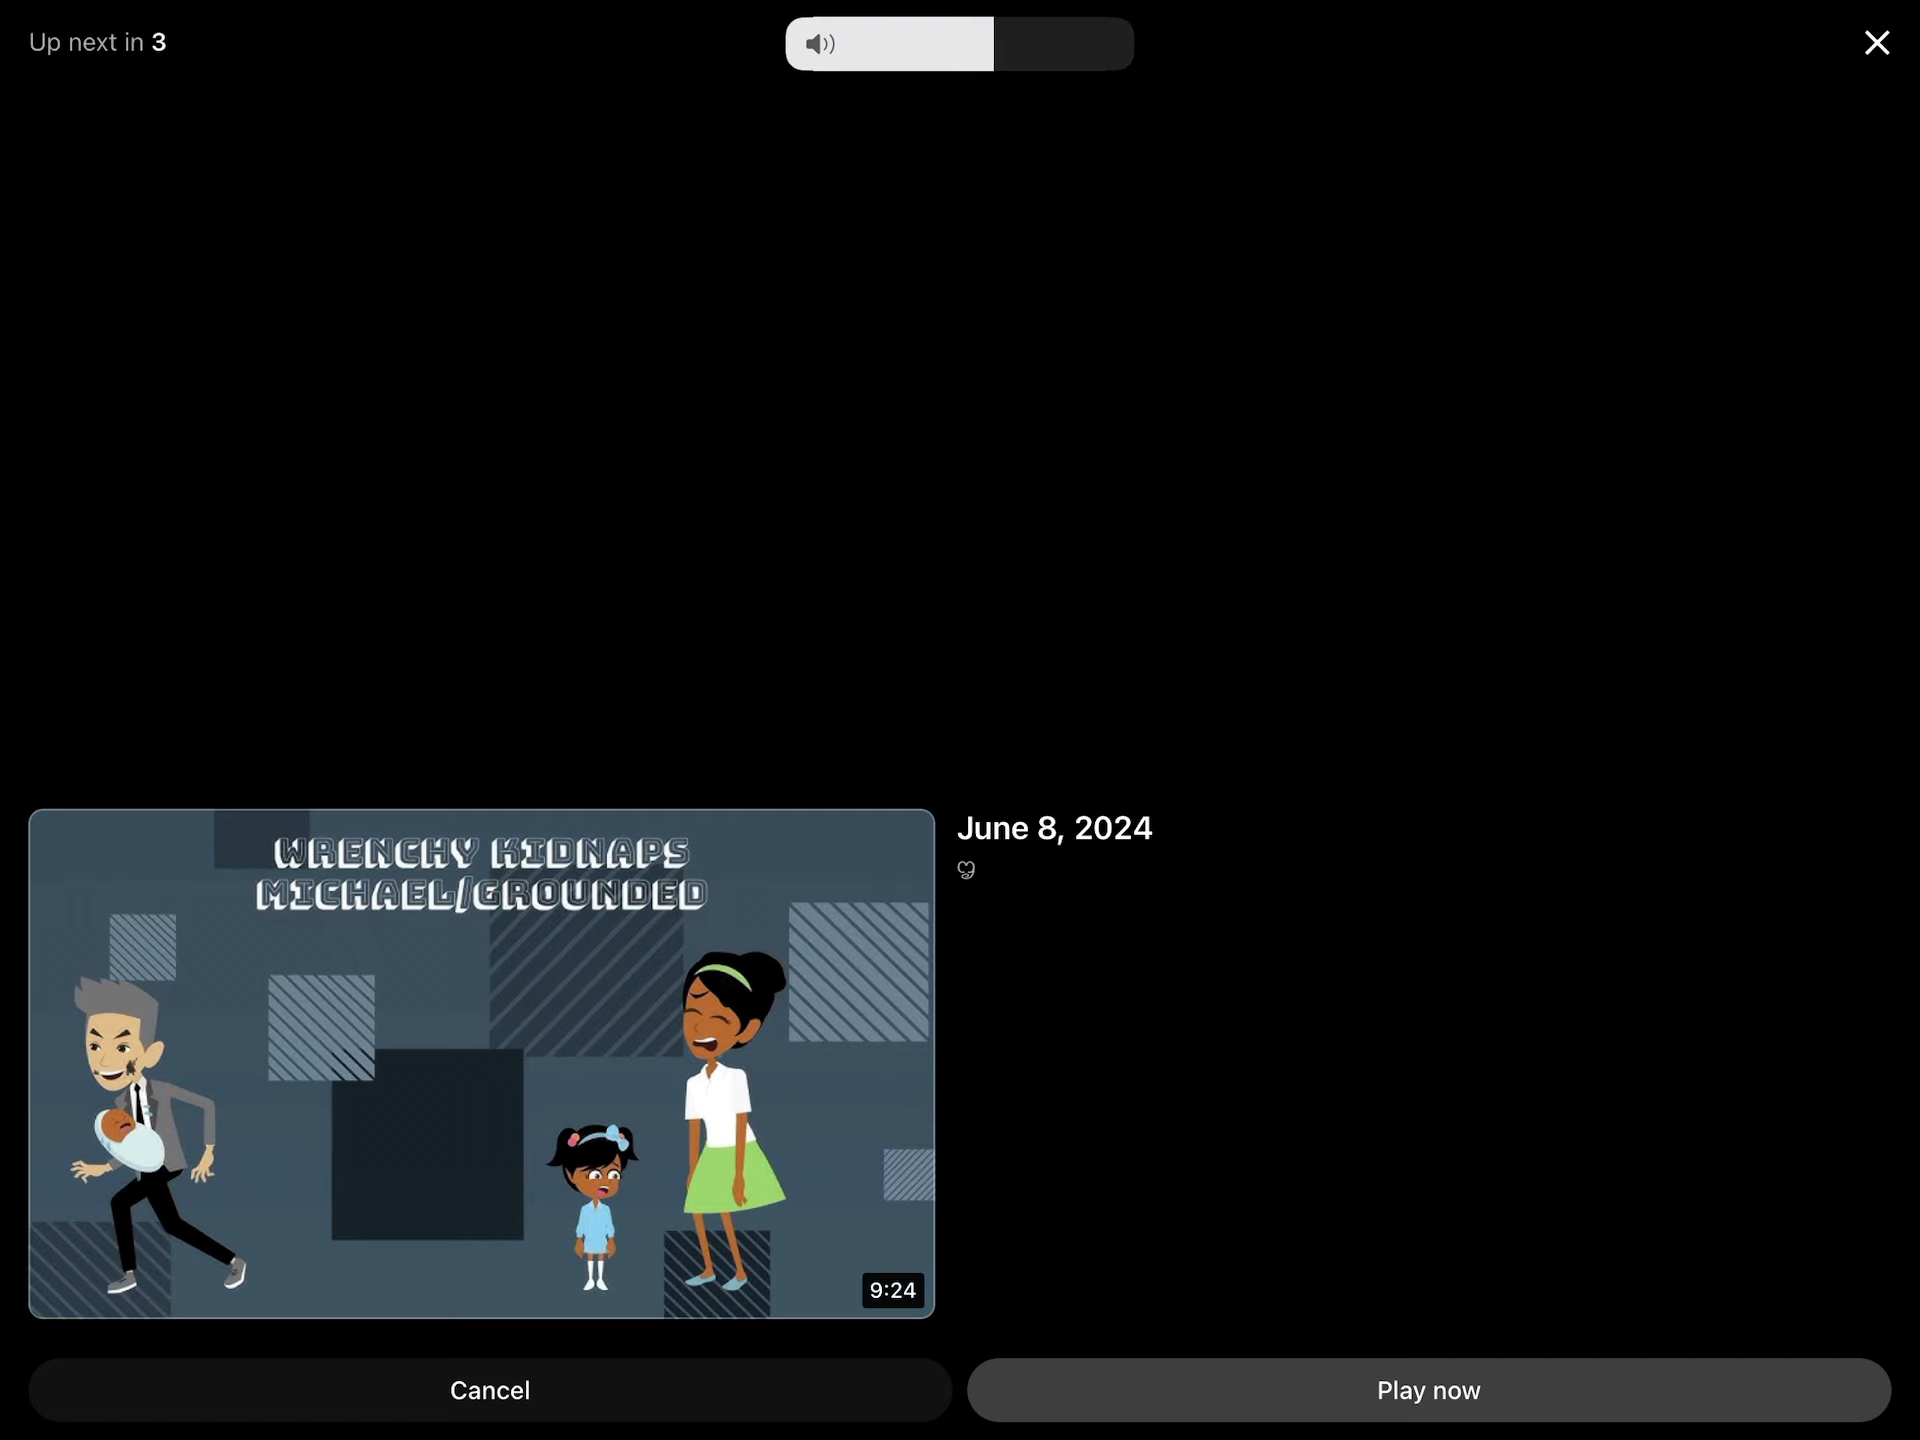 Up next in 3
WRENCHY KIDNAPS
MICHAEL/GROUNDED
9:24
June 8, 2024
Cancel
Play now